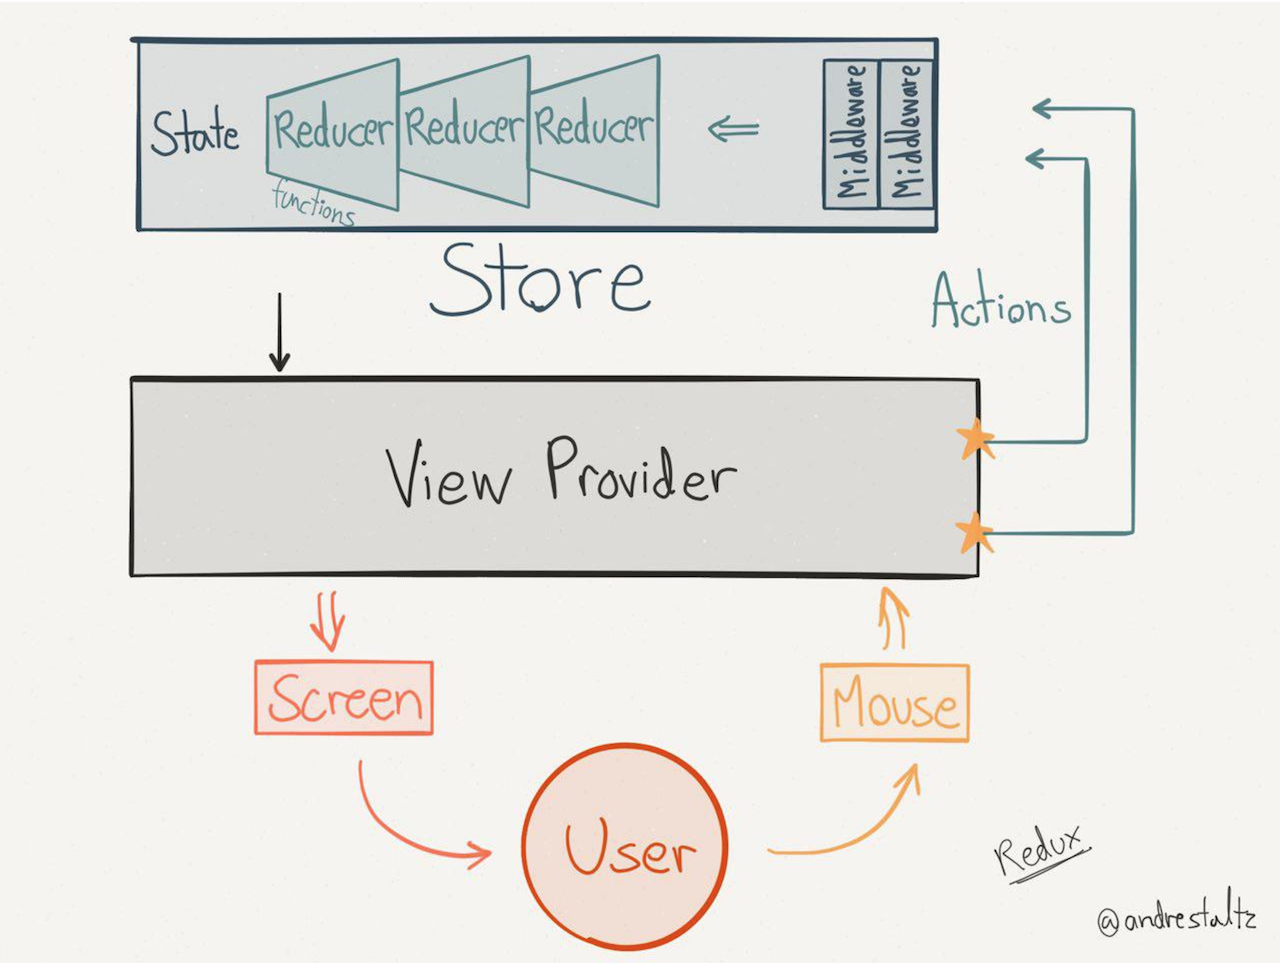 State
Reducer
Reducer
Reducer
functions
Middleware
Middleware
Store
Actions
View Provider
Screen
Mouse
User
Redux
@andrestaltz